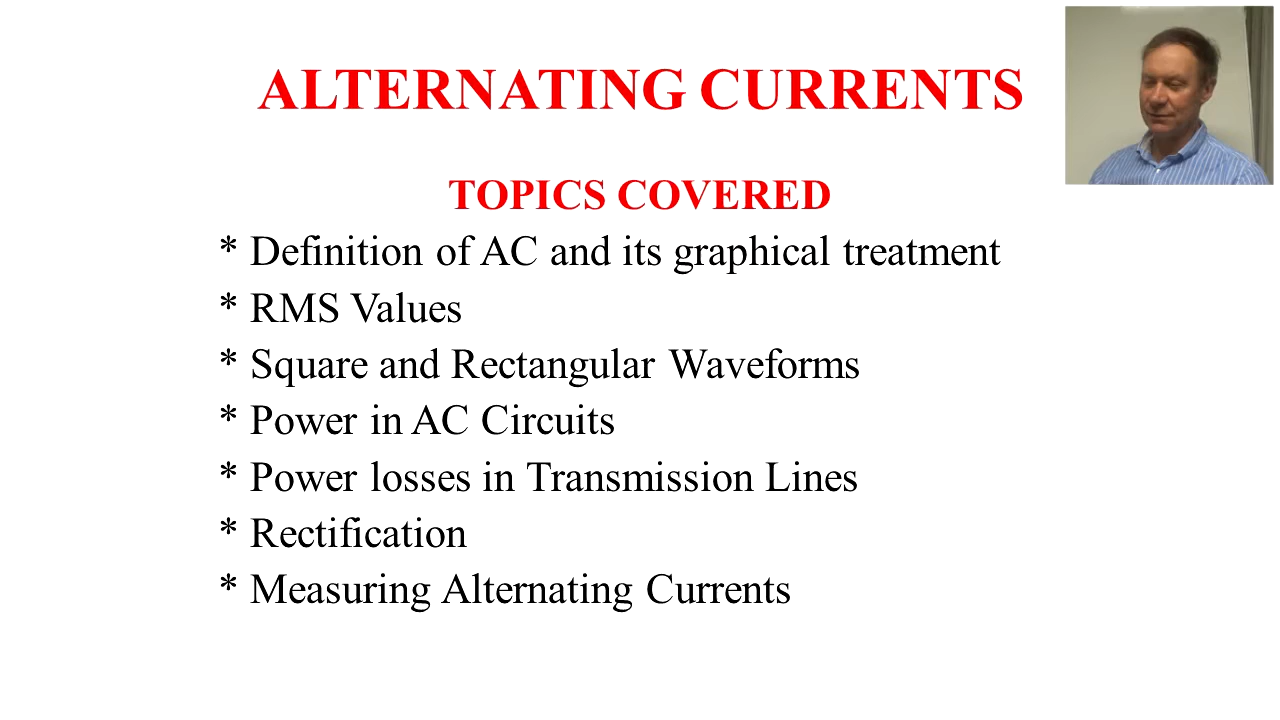 ALTERNATING CURRENTS
TOPICS COVERED
* Definition of AC and its graphical treatment
* RMS Values
* Square and Rectangular Waveforms
* Power in AC Circuits
* Power losses in Transmission Lines
* Rectification
* Measuring Alternating Currents